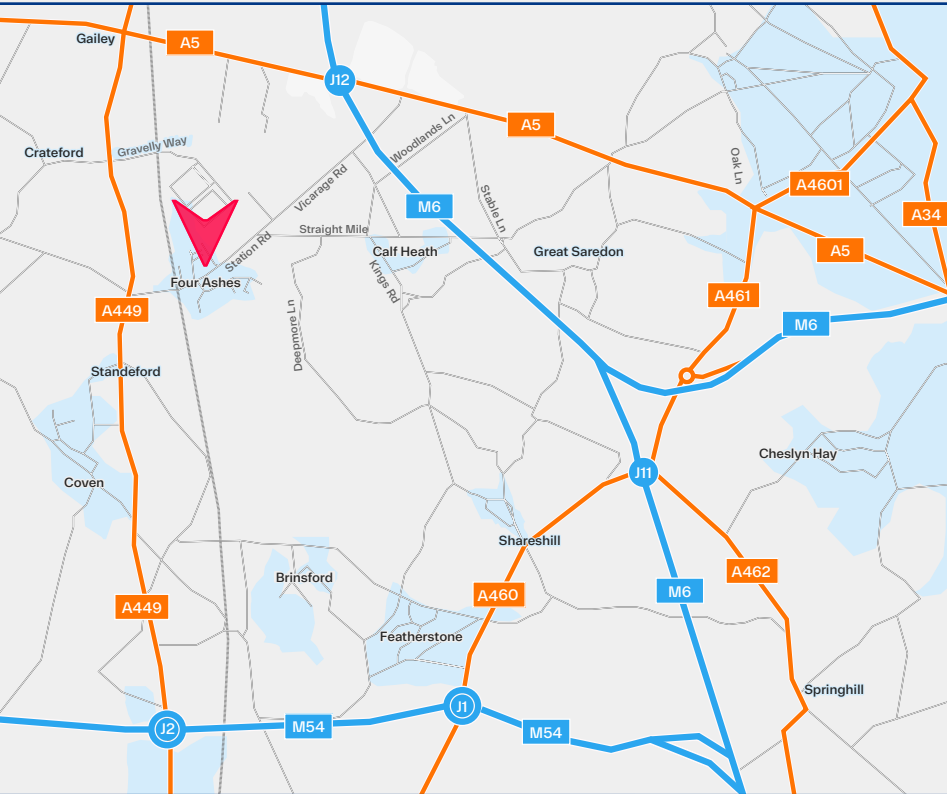 Gailey
A5
J12
A5
Woodlands Ln
Gravelly Way
Crateford
Oak Ln
Vicarage Rd
A4601
Stable Ln
M6
A34
Straight Mile
Station Rd
Calf Heath
Great Saredon
A5
Kings Rd
Four Ashes
A461
A449
Deepmore Ln
M6
Standeford
Cheslyn Hay
J11
Coven
Shareshill
A462
Brinsford
M6
A460
A449
Featherstone
Springhill
J1
J2
M54
M54